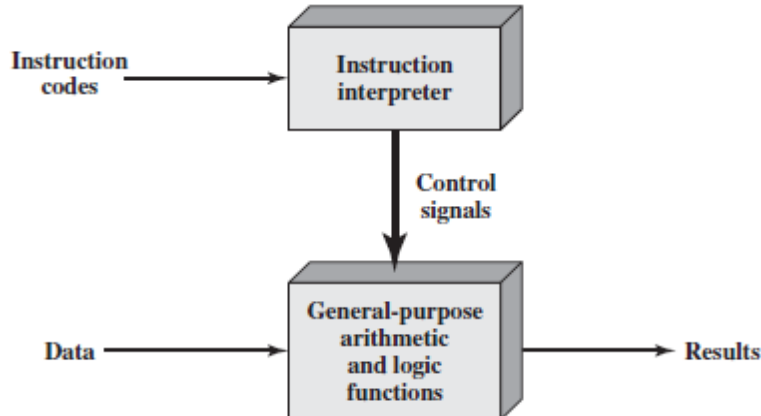 Instruction
codes
Instruction
interpreter
Control
signals
General-purpose
arithmetic
and logic
functions
Data
Results